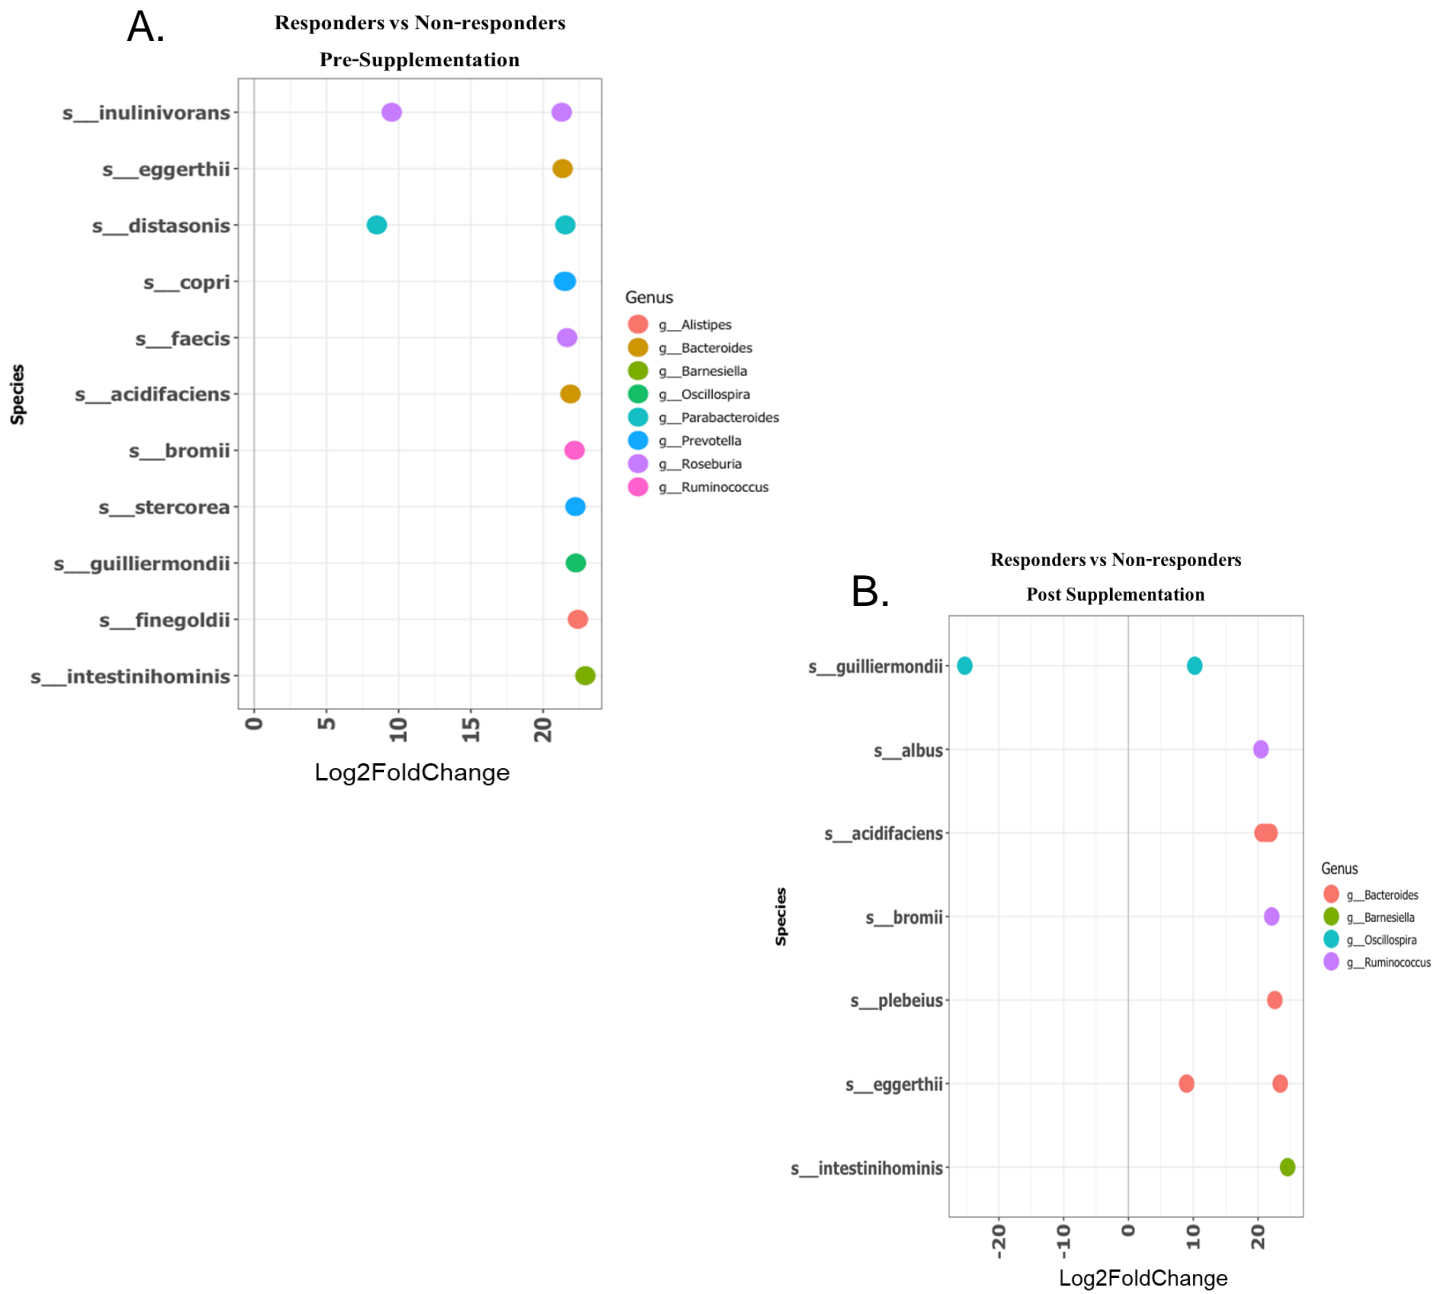 A.
Responders vs Non-responders
Pre-Supplementation
s__inulinivorans
s__eggerthii
s__distasonis
s__copri
s__faecis
s__acidifaciens
s__bromii
s__stercorea
s__guilliermondii
s__finegoldii
s__intestinihominis
Species
0 5 10 15 20
Log2FoldChange
Genus
g__Alistipes
g__Bacteroides
g__Barnesiella
g__Oscillospira
g__Parabacteroides
g__Prevotella
g__Roseburia
g__Ruminococcus
B.
Responders vs Non-responders
Post Supplementation
s__guilliermondii
s__albus
s__acidifaciens
s__bromii
s__plebeius
s__eggerthii
s__intestinihominis
Species
-20 -10 0 10 20
Log2FoldChange
Genus
g__Bacteroides
g__Barnesiella
g__Oscillospira
g__Ruminococcus